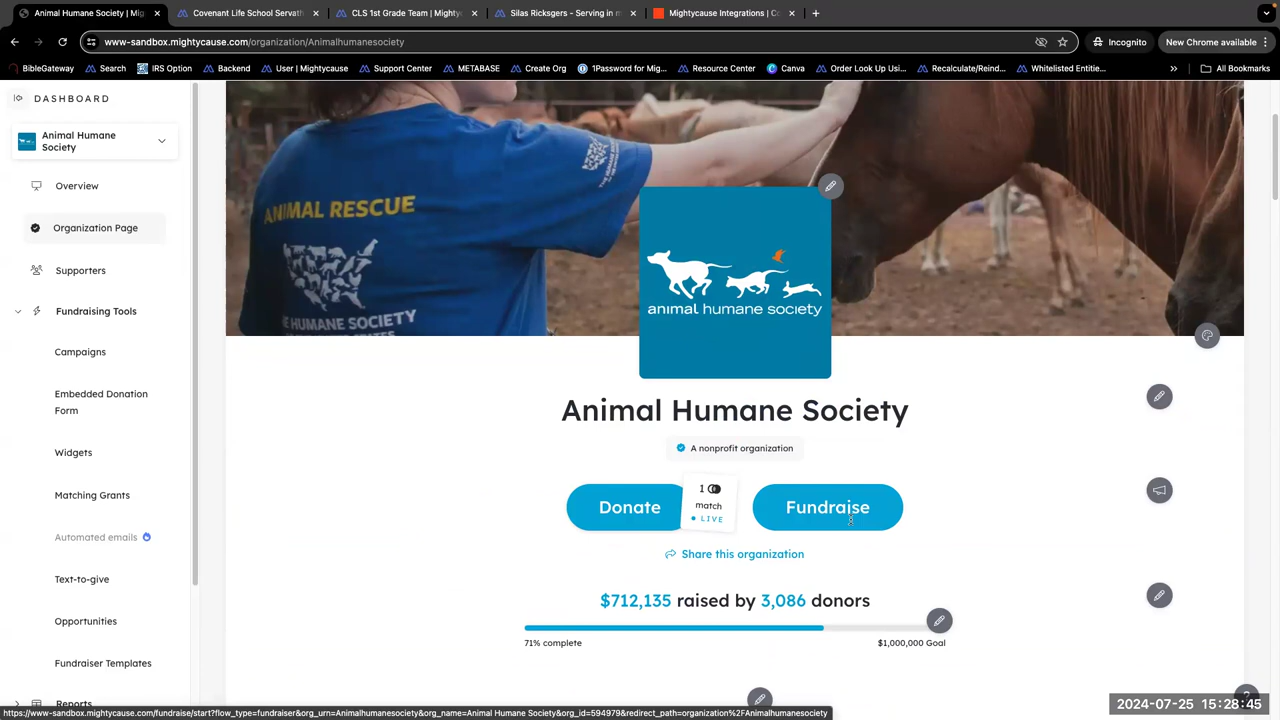 Animal Humane Society | Mig
Covenant Life School Servath
CLS 1st Grade Team | Mighty
Silas Ricksgers - Serving in m
Mightycause Integrations | Co
www-sandbox.mightycause.com/organization/Animalhumanesociety
Incognito
New Chrome available
BibleGateway
Search
IRS Option
Backend
User | Mightycause
Support Center
METABASE
Create Org
1Password for Mig...
Resource Center
Canva
Order Look Up Usi...
Recalculate/Reind...
Whitelisted Entitie...
All Bookmarks
DASHBOARD
Animal Humane
Society
Overview
Organization Page
Supporters
Fundraising Tools
Campaigns
Embedded Donation
Form
Widgets
Matching Grants
Automated emails
Text-to-give
Opportunities
Fundraiser Templates
Reports
ANIMAL RESCUE
THE HUMANE SOCIETY
animal humane society
Animal Humane Society
A nonprofit organization
Donate
1
match
LIVE
Fundraise
Share this organization
$712,135 raised by 3,086 donors
71% complete
$1,000,000 Goal
https://www-sandbox.mightycause.com/fundraise/start?flow_type=fundraiser&org_urn=Animalhumanesociety&org_name=Animal Humane Society&org_id=594979&redirect_path=organization%2FAnimalhumanesociety
2024-07-25 15:28:45